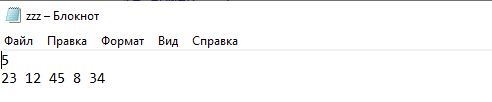 zzz – Блокнот
Файл Правка Формат Вид Справка
5
23 12 45 8 34